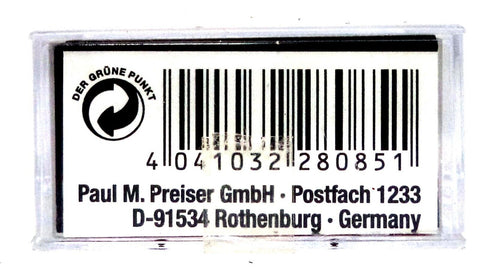 DER GRÜNE PUNKT
4 041032 280851
Paul M. Preiser GmbH · Postfach 1233
D-91534 Rothenburg · Germany